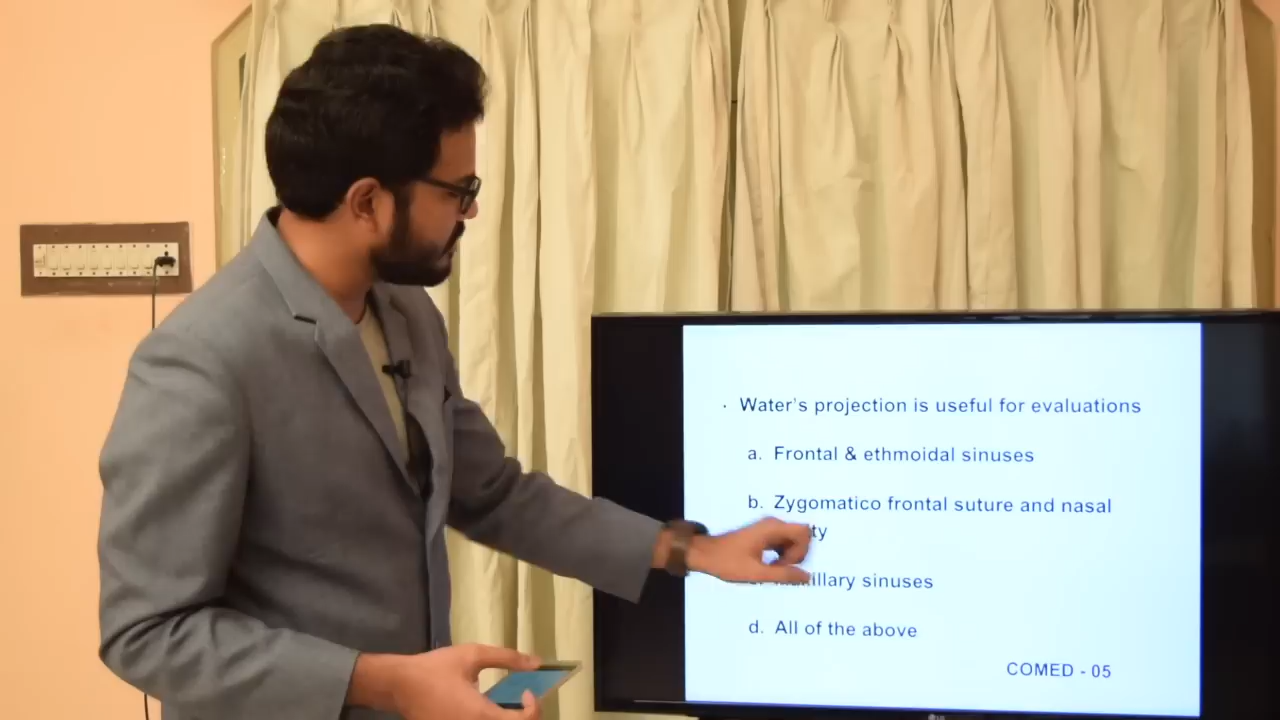 · Water's projection is useful for evaluations
a. Frontal & ethmoidal sinuses
b. Zygomatico frontal suture and nasal
sinuses
d. All of the above
COMED - 05
LG